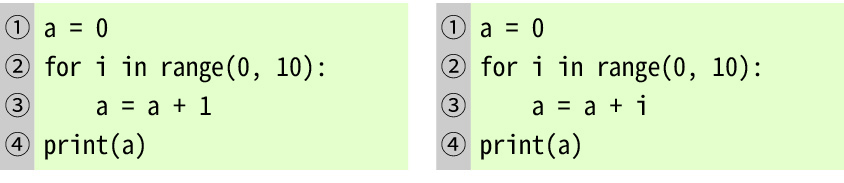 ① a = 0
② for i in range(0, 10):
③     a = a + 1
④ print(a)
① a = 0
② for i in range(0, 10):
③     a = a + i
④ print(a)